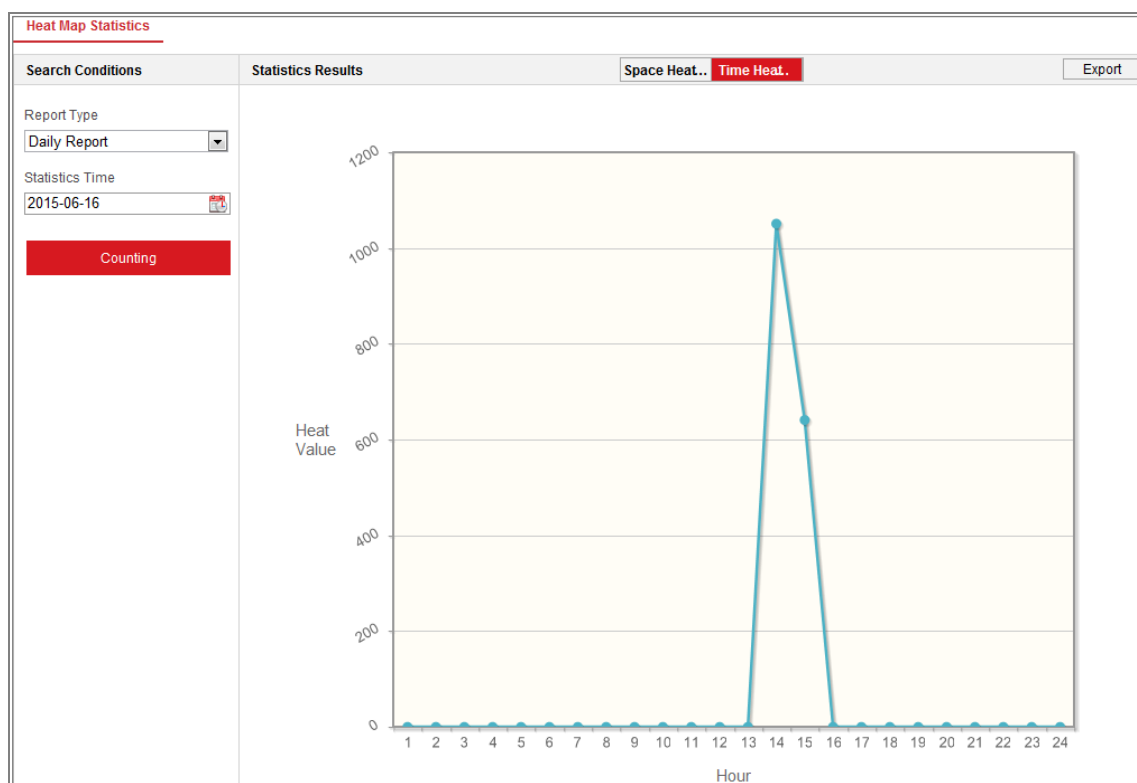 Heat Map Statistics
Search Conditions
Statistics Results
Space Heat...
Time Heat..
Export
Report Type
Daily Report
Statistics Time
2015-06-16
Counting
1200
1000
800
600
400
200
0
Heat
Value
1 2 3 4 5 6 7 8 9 10 11 12 13 14 15 16 17 18 19 20 21 22 23 24
Hour